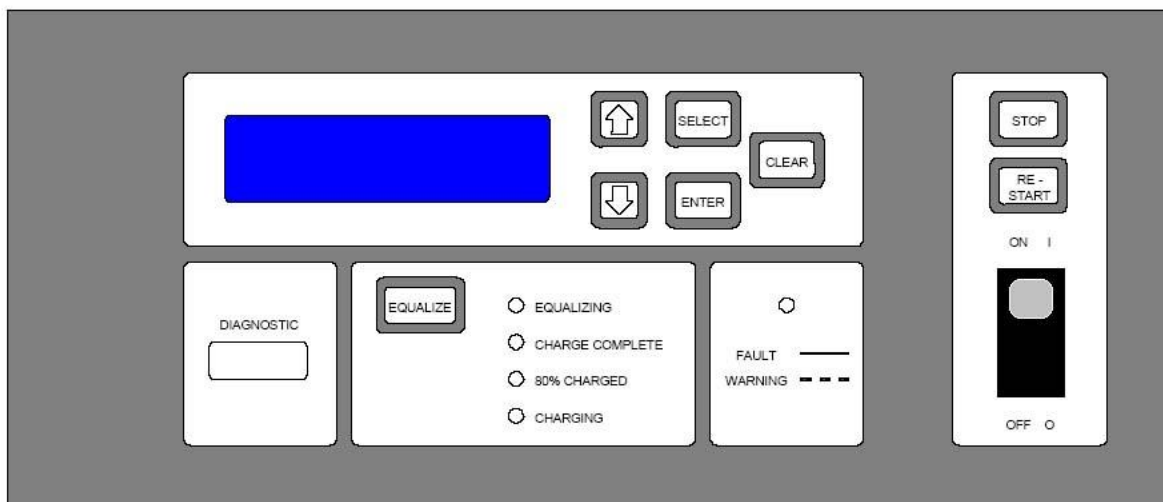 SELECT
CLEAR
ENTER
STOP
RE -
START
ON I
OFF O
DIAGNOSTIC
EQUALIZE
EQUALIZING
CHARGE COMPLETE
80% CHARGED
CHARGING
FAULT
WARNING